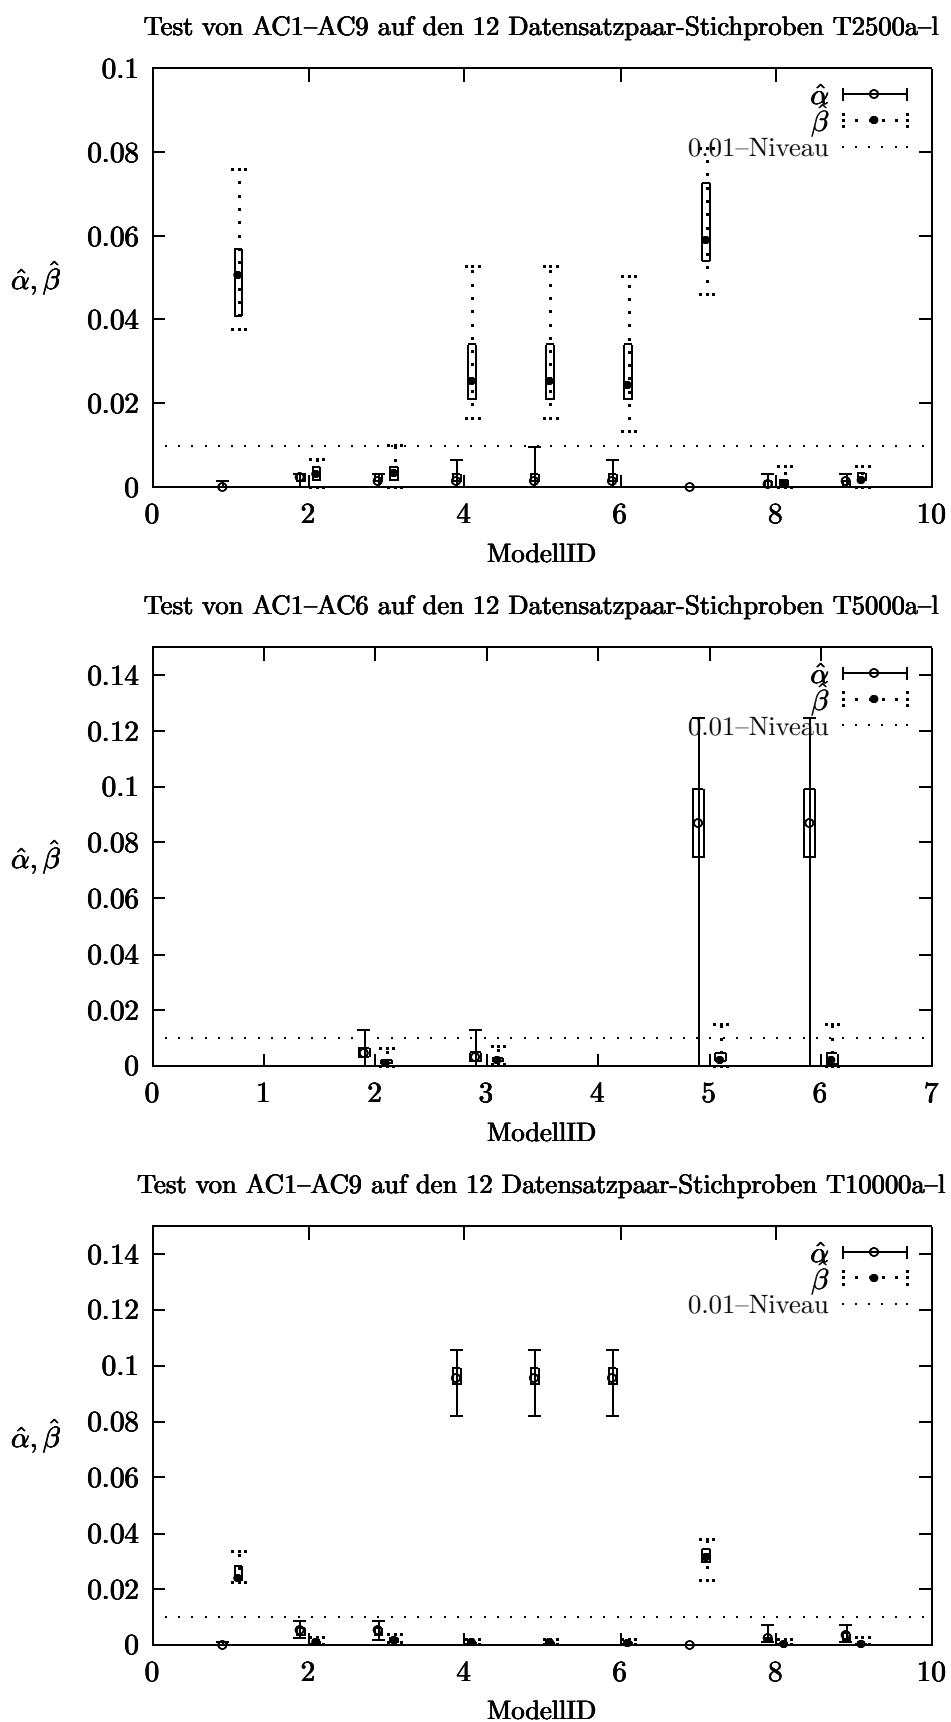 Test von AC1–AC9 auf den 12 Datensatzpaar-Stichproben T2500a–l
0.1
α̂
β̂
0.08
0.01–Niveau
0.06
α̂, β̂
0.04
0.02
0
0 2 4 6 8 10
ModellID
Test von AC1–AC6 auf den 12 Datensatzpaar-Stichproben T5000a–l
0.14
α̂
β̂
0.12
0.01–Niveau
0.1
α̂, β̂
0.08
0.06
0.04
0.02
0
0 1 2 3 4 5 6 7
ModellID
Test von AC1–AC9 auf den 12 Datensatzpaar-Stichproben T10000a–l
0.14
α̂
β̂
0.12
0.01–Niveau
0.1
0.08
α̂, β̂
0.06
0.04
0.02
0
0 2 4 6 8 10
ModellID